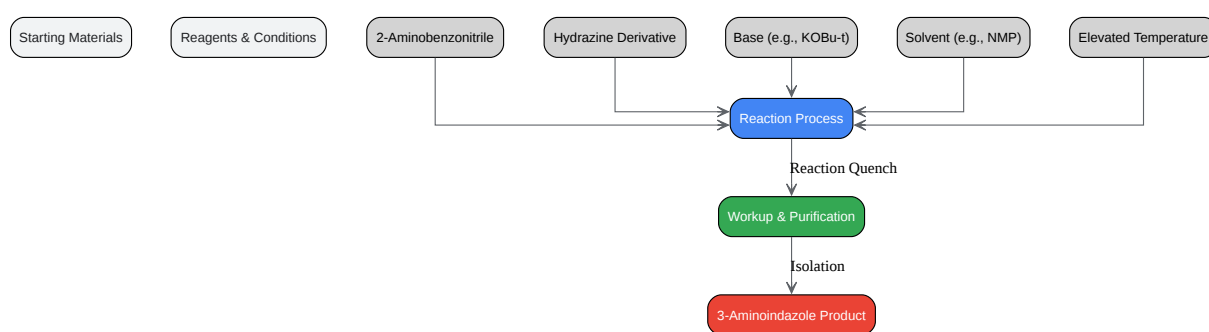 Starting Materials
Reagents & Conditions
2-Aminobenzonitrile
Hydrazine Derivative
Base (e.g., KOBu-t)
Solvent (e.g., NMP)
Elevated Temperature
Reaction Process
Reaction Quench
Workup & Purification
Isolation
3-Aminoindazole Product